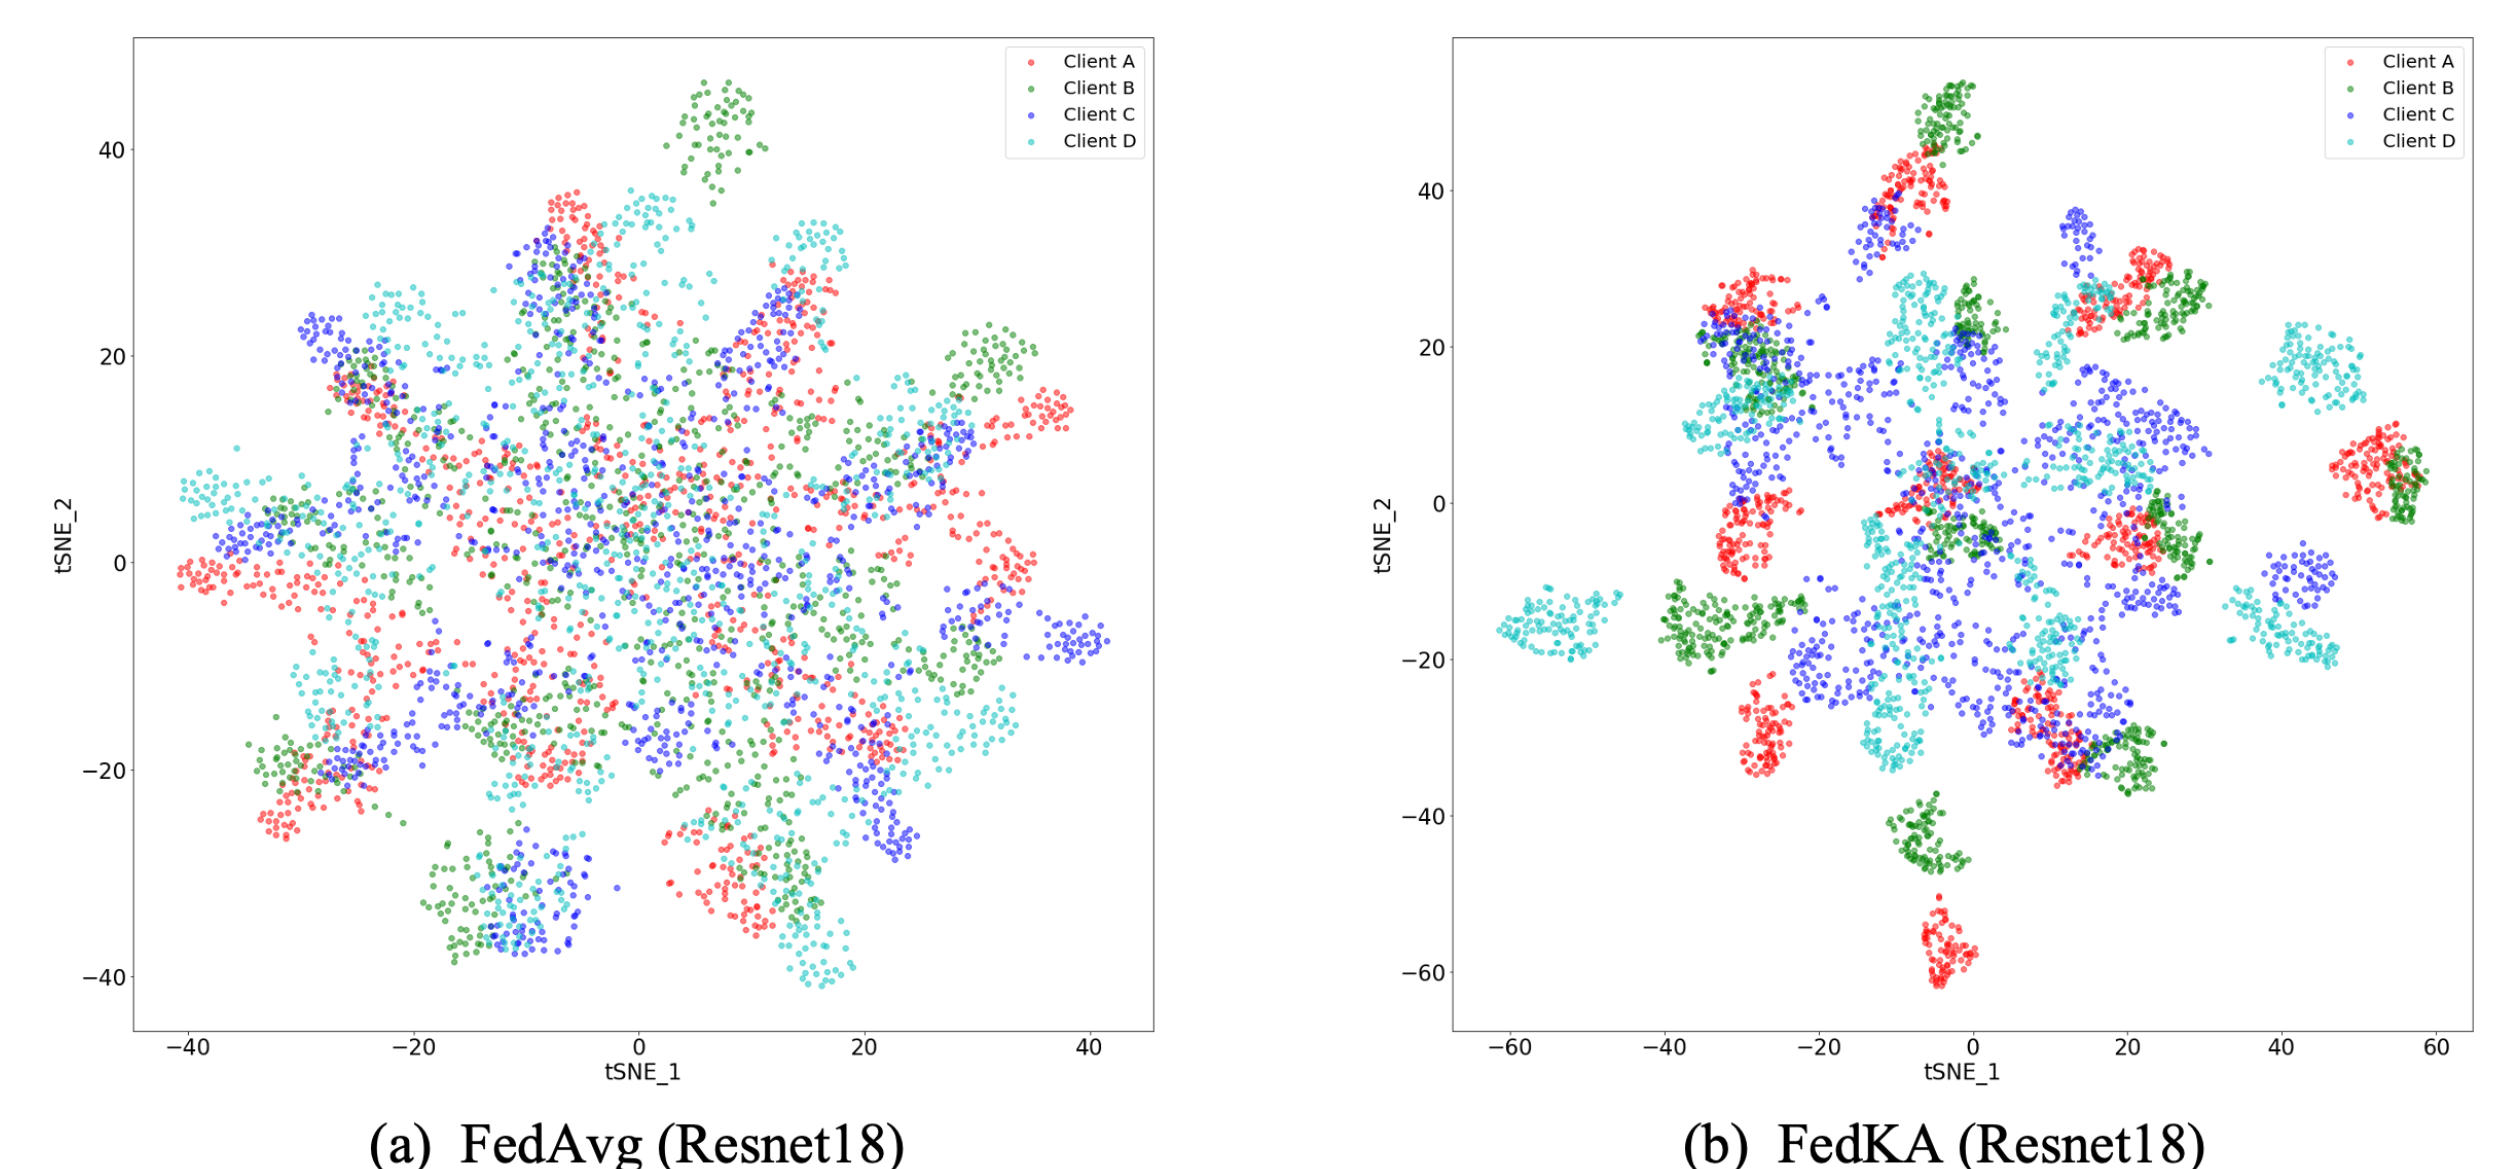 Client A
Client B
Client C
Client D
40
20
0
−20
−40
tSNE_2
−40 −20 0 20 40
tSNE_1
(a) FedAvg (Resnet18)
Client A
Client B
Client C
Client D
40
20
0
−20
−40
−60
tSNE_2
−60 −40 −20 0 20 40 60
tSNE_1
(b) FedKA (Resnet18)